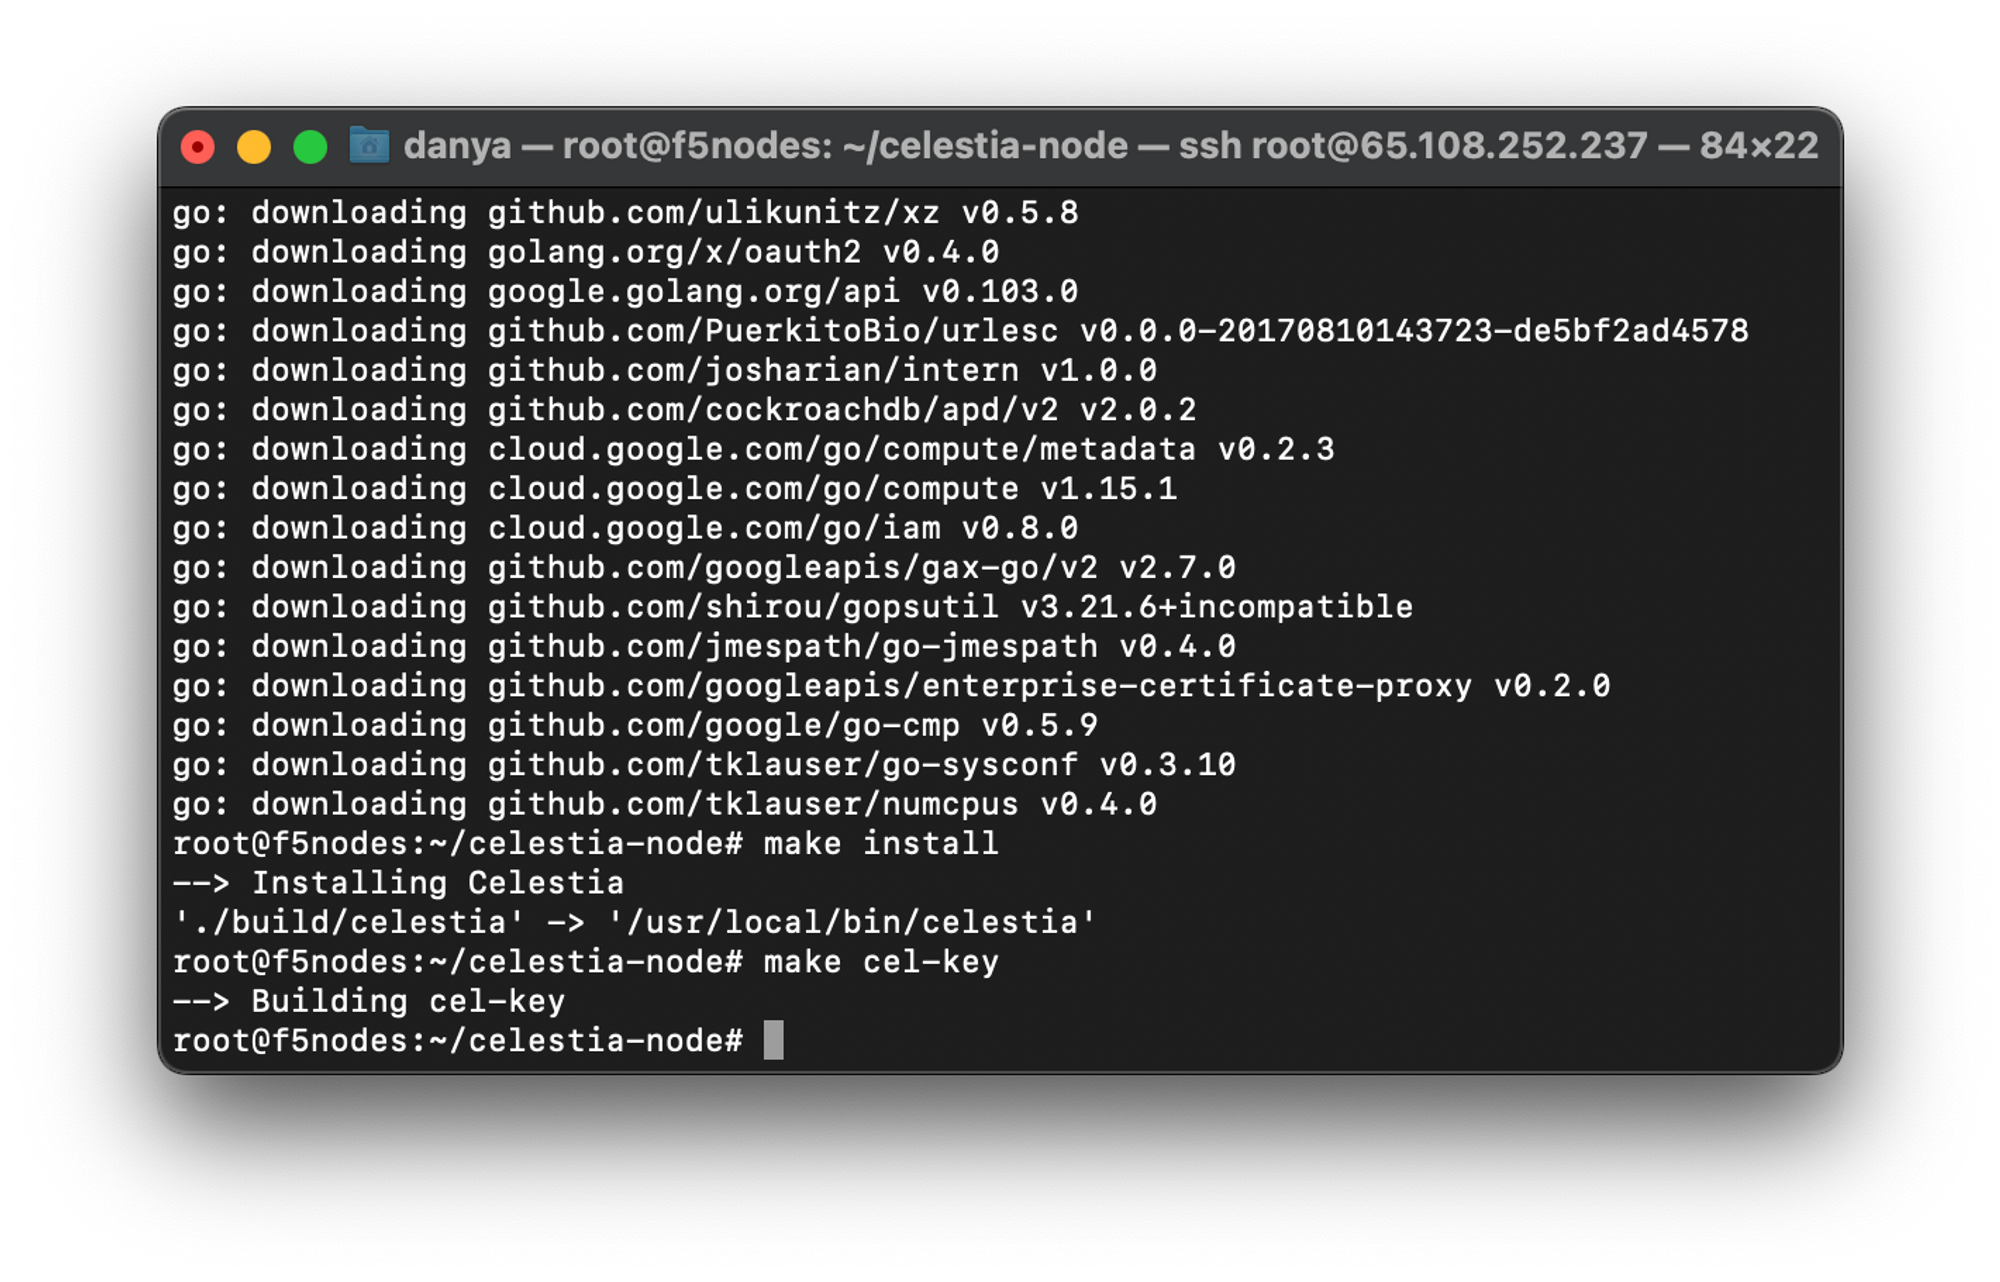 danya — root@f5nodes: ~/celestia-node — ssh root@65.108.252.237 — 84×22
go: downloading github.com/ulikunitz/xz v0.5.8
go: downloading golang.org/x/oauth2 v0.4.0
go: downloading google.golang.org/api v0.103.0
go: downloading github.com/PuerkitoBio/urlesc v0.0.0-20170810143723-de5bf2ad4578
go: downloading github.com/josharian/intern v1.0.0
go: downloading github.com/cockroachdb/apd/v2 v2.0.2
go: downloading cloud.google.com/go/compute/metadata v0.2.3
go: downloading cloud.google.com/go/compute v1.15.1
go: downloading cloud.google.com/go/iam v0.8.0
go: downloading github.com/googleapis/gax-go/v2 v2.7.0
go: downloading github.com/shirou/gopsutil v3.21.6+incompatible
go: downloading github.com/jmespath/go-jmespath v0.4.0
go: downloading github.com/googleapis/enterprise-certificate-proxy v0.2.0
go: downloading github.com/google/go-cmp v0.5.9
go: downloading github.com/tklauser/go-sysconf v0.3.10
go: downloading github.com/tklauser/numcpus v0.4.0
root@f5nodes:~/celestia-node# make install
--> Installing Celestia
'./build/celestia' -> '/usr/local/bin/celestia'
root@f5nodes:~/celestia-node# make cel-key
--> Building cel-key
root@f5nodes:~/celestia-node#